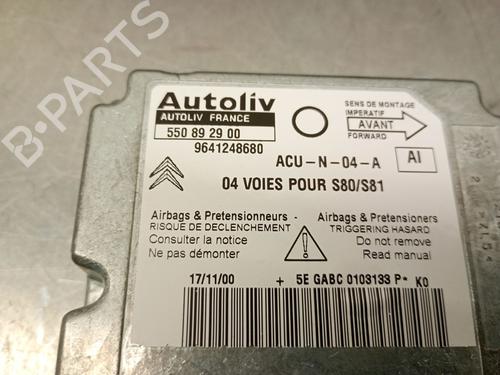 B-PARTS
Autoliv
AUTOLIV FRANCE
550 89 29 00
9641248680
SENS DE MONTAGE
IMPERATIF
AVANT
FORWARD
ACU-N-04-A
AI
04 VOIES POUR S80/S81
Airbags & Pretensionneurs -
RISQUE DE DECLENCHEMENT
Consulter la notice
Ne pas démonter
Airbags & Pretensioners
TRIGGERING HASARD
Do not remove
Read manual
17/11/00 + 5E GABC 0103133 P* K0